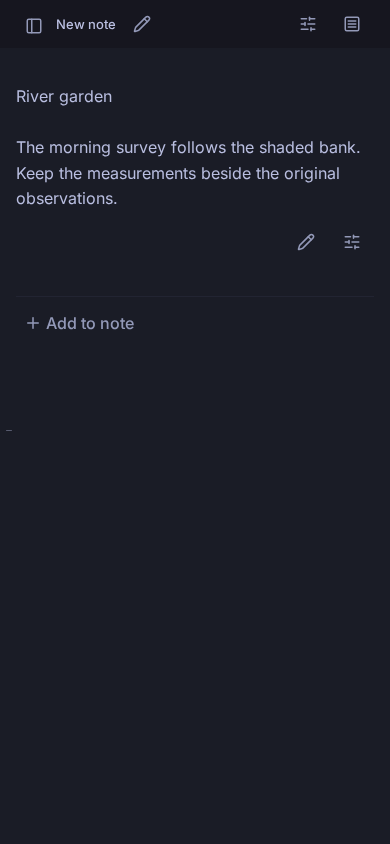 New note
River garden
The morning survey follows the shaded bank.
Keep the measurements beside the original
observations.
Add to note